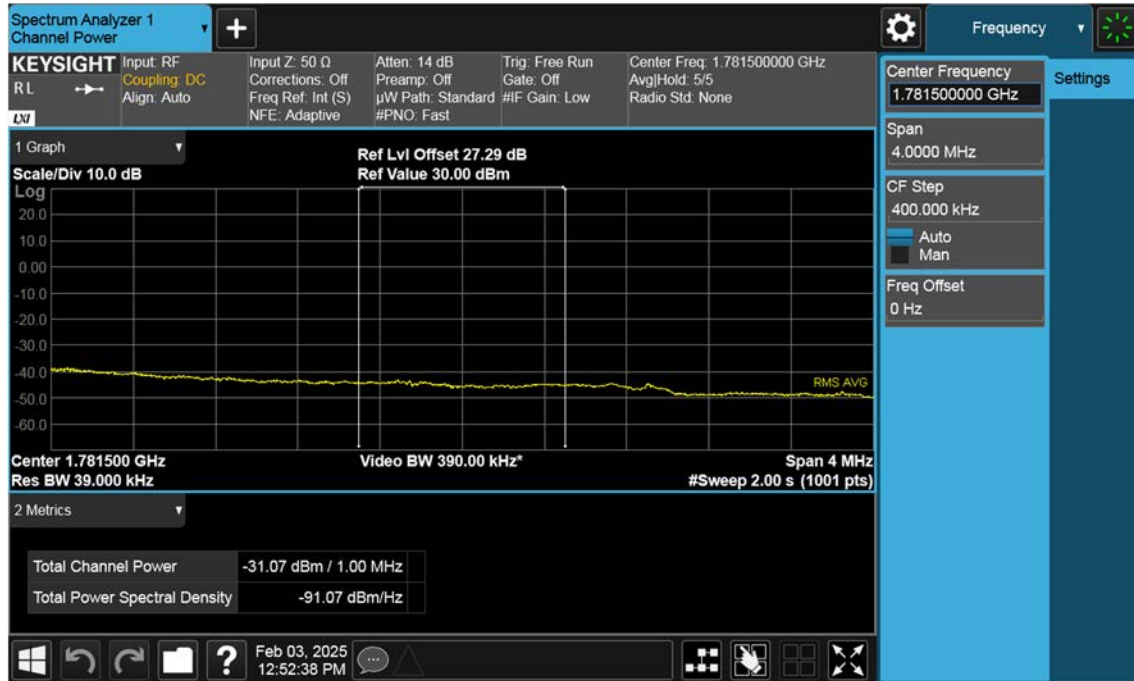 Spectrum Analyzer 1
Channel Power
+
Frequency
KEYSIGHT
R L
LXI
Input: RF
Coupling: DC
Align: Auto
Input Z: 50 Ω
Corrections: Off
Freq Ref: Int (S)
NFE: Adaptive
Atten: 14 dB
Preamp: Off
µW Path: Standard
#PNO: Fast
Trig: Free Run
Gate: Off
#IF Gain: Low
Center Freq: 1.781500000 GHz
Avg|Hold: 5/5
Radio Std: None
Center Frequency
1.781500000 GHz
Settings
Span
4.0000 MHz
CF Step
400.000 kHz
Auto
Man
Freq Offset
0 Hz
1 Graph
Scale/Div 10.0 dB
Ref Lvl Offset 27.29 dB
Ref Value 30.00 dBm
Log
20.0
10.0
0.00
-10.0
-20.0
-30.0
-40.0
-50.0
-60.0
RMS AVG
Center 1.781500 GHz
Video BW 390.00 kHz*
Span 4 MHz
Res BW 39.000 kHz
#Sweep 2.00 s (1001 pts)
2 Metrics
Total Channel Power -31.07 dBm / 1.00 MHz
Total Power Spectral Density -91.07 dBm/Hz
?
Feb 03, 2025
12:52:38 PM